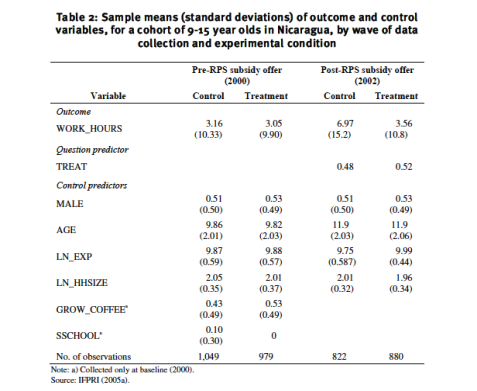 Table 2: Sample means (standard deviations) of outcome and control
variables, for a cohort of 9-15 year olds in Nicaragua, by wave of data
collection and experimental condition
Pre-RPS subsidy offer Post-RPS subsidy offer
(2000) (2002)
Variable Control Treatment Control Treatment
Outcome
WORK_HOURS 3.16 3.05 6.97 3.56
(10.33) (9.90) (15.2) (10.8)
Question predictor
TREAT 0.48 0.52
Control predictors
MALE 0.51 0.53 0.51 0.53
(0.50) (0.49) (0.50) (0.49)
AGE 9.86 9.82 11.9 11.9
(2.01) (2.03) (2.03) (2.06)
LN_EXP 9.87 9.88 9.75 9.99
(0.59) (0.57) (0.587) (0.44)
LN_HHSIZE 2.05 2.01 2.01 1.96
(0.35) (0.37) (0.32) (0.34)
GROW_COFFEEª 0.43 0.53
(0.49) (0.49)
SSCHOOLª 0.10 0
(0.30)
No. of observations 1,049 979 822 880
Note: a) Collected only at baseline (2000).
Source: IFPRI (2005a).